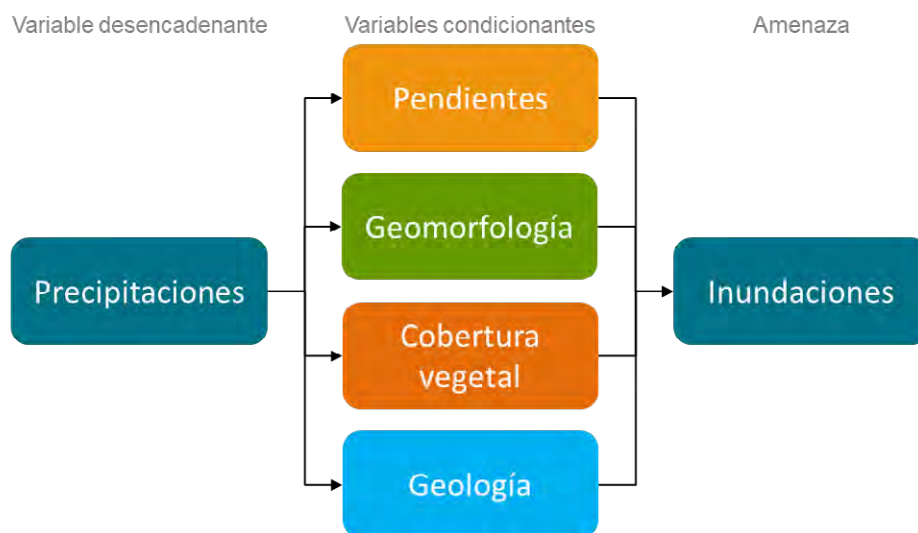 Variable desencadenante
Variables condicionantes
Amenaza
Pendientes
Geomorfología
Precipitaciones
Inundaciones
Cobertura
vegetal
Geología